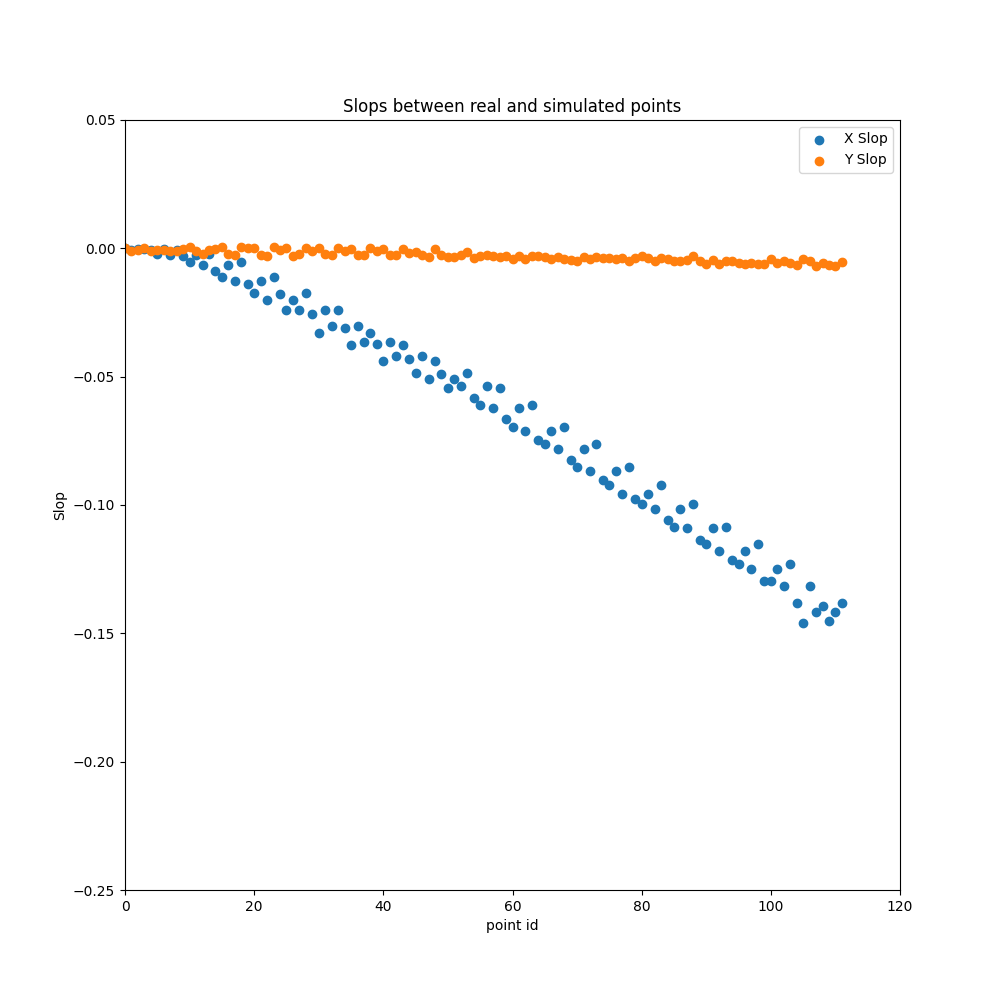 Slops between real and simulated points
X Slop
Y Slop
0.05
0.00
−0.05
−0.10
−0.15
−0.20
−0.25
Slop
0 20 40 60 80 100 120
point id